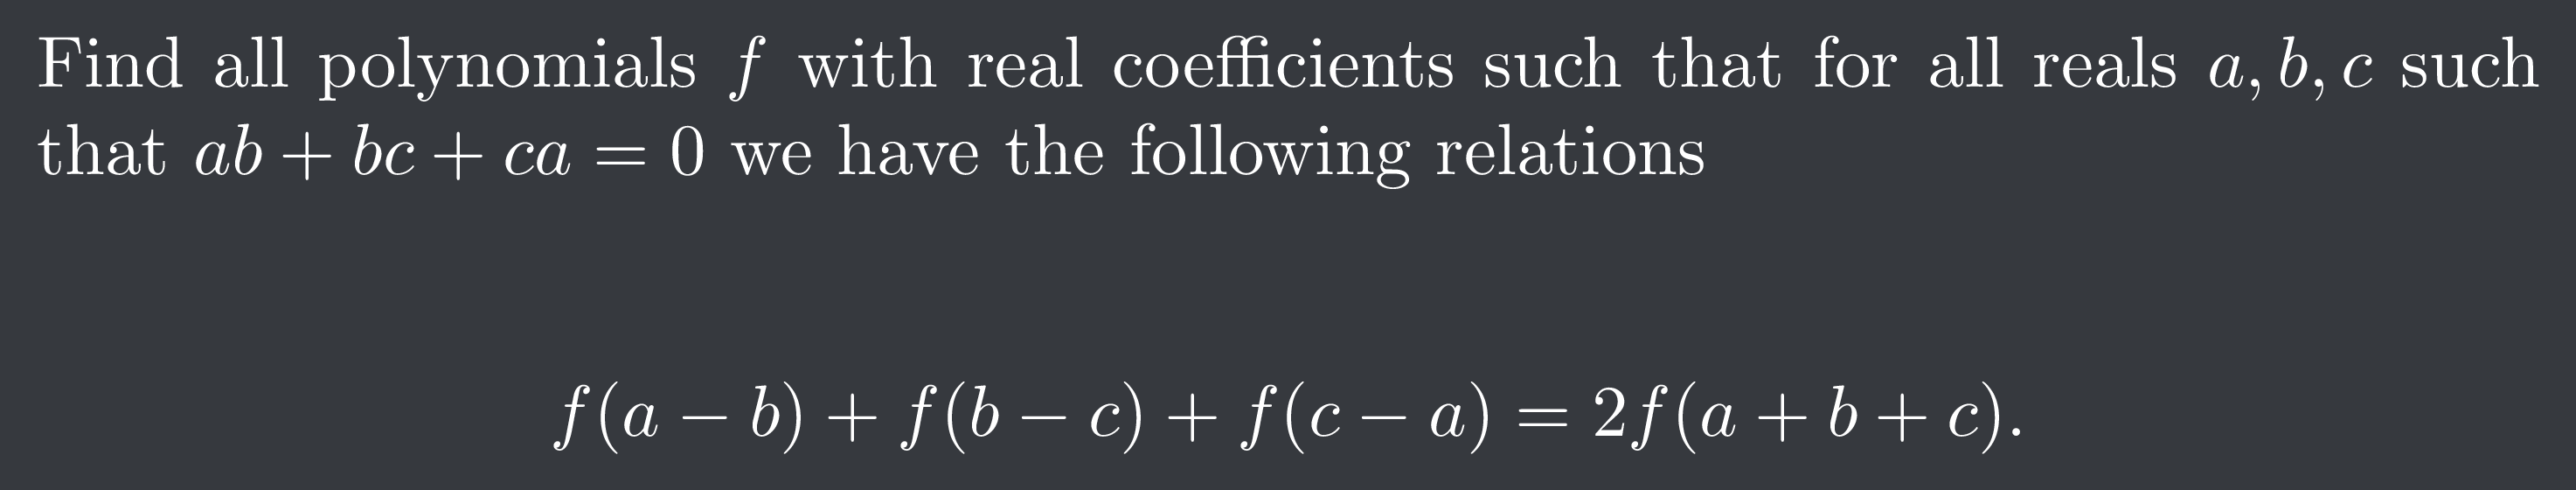 Find all polynomials f with real coefficients such that for all reals a, b, c such
that ab + bc + ca = 0 we have the following relations
f(a − b) + f(b − c) + f(c − a) = 2f(a + b + c).